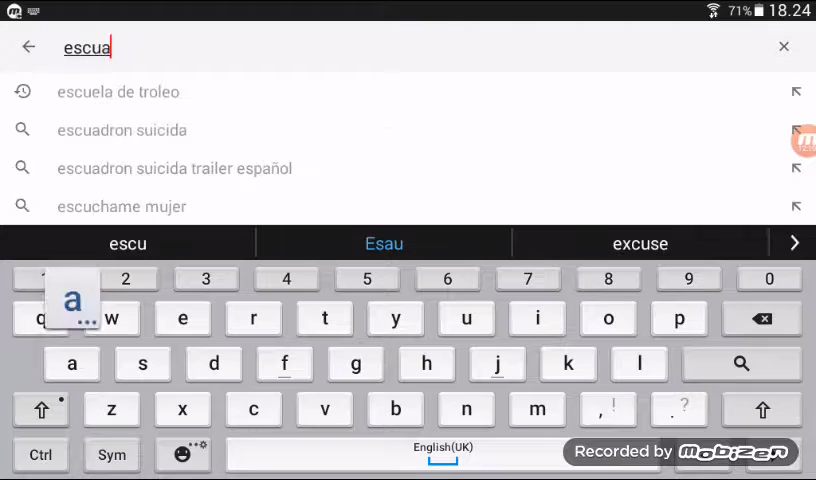 71% 18.24
escua
escuela de troleo
escuadron suicida
escuadron suicida trailer español
escuchame mujer
escu Esau excuse
2 3 4 5 6 7 8 9 0
a
q w e r t y u i o p
a s d f g h j k l
z x c v b n m , ! . ?
Ctrl Sym English(UK)
Recorded by mobizen